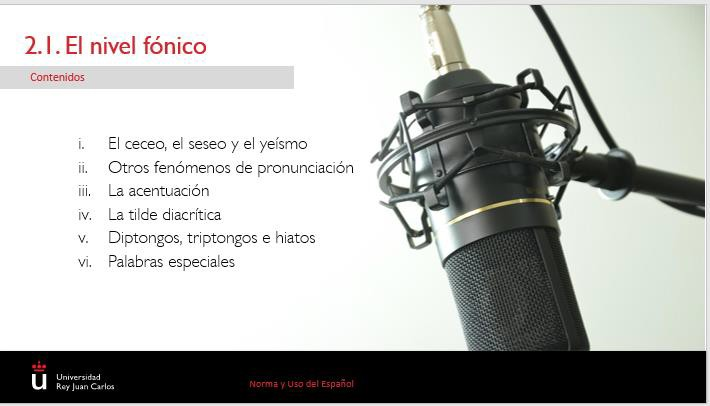 2.1. El nivel fónico
Contenidos
i. El ceceo, el seseo y el yeísmo
ii. Otros fenómenos de pronunciación
iii. La acentuación
iv. La tilde diacrítica
v. Diptongos, triptongos e hiatos
vi. Palabras especiales
u Universidad
Rey Juan Carlos
Norma y Uso del Español